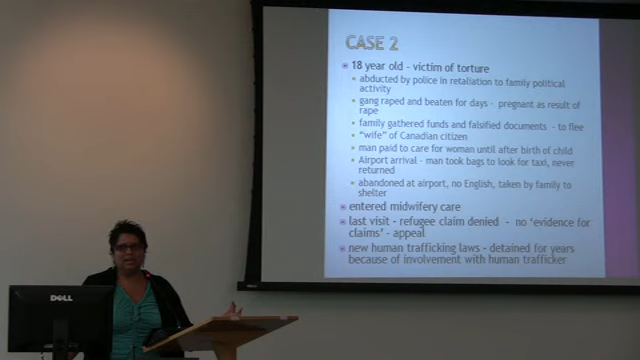 CASE 2
18 year old - victim of torture
abducted by police in retaliation to family political
activity
gang raped and beaten for days - pregnant as result of
rape
family gathered funds and falsified documents - to flee
"wife" of Canadian citizen
man paid to care for woman until after birth of child
Airport arrival - man took bags to look for taxi, never
returned
abandoned at airport, no English, taken by family to
shelter
entered midwifery care
last visit - refugee claim denied - no 'evidence for
claims' - appeal
new human trafficking laws - detained for years
because of involvement with human trafficker
DELL